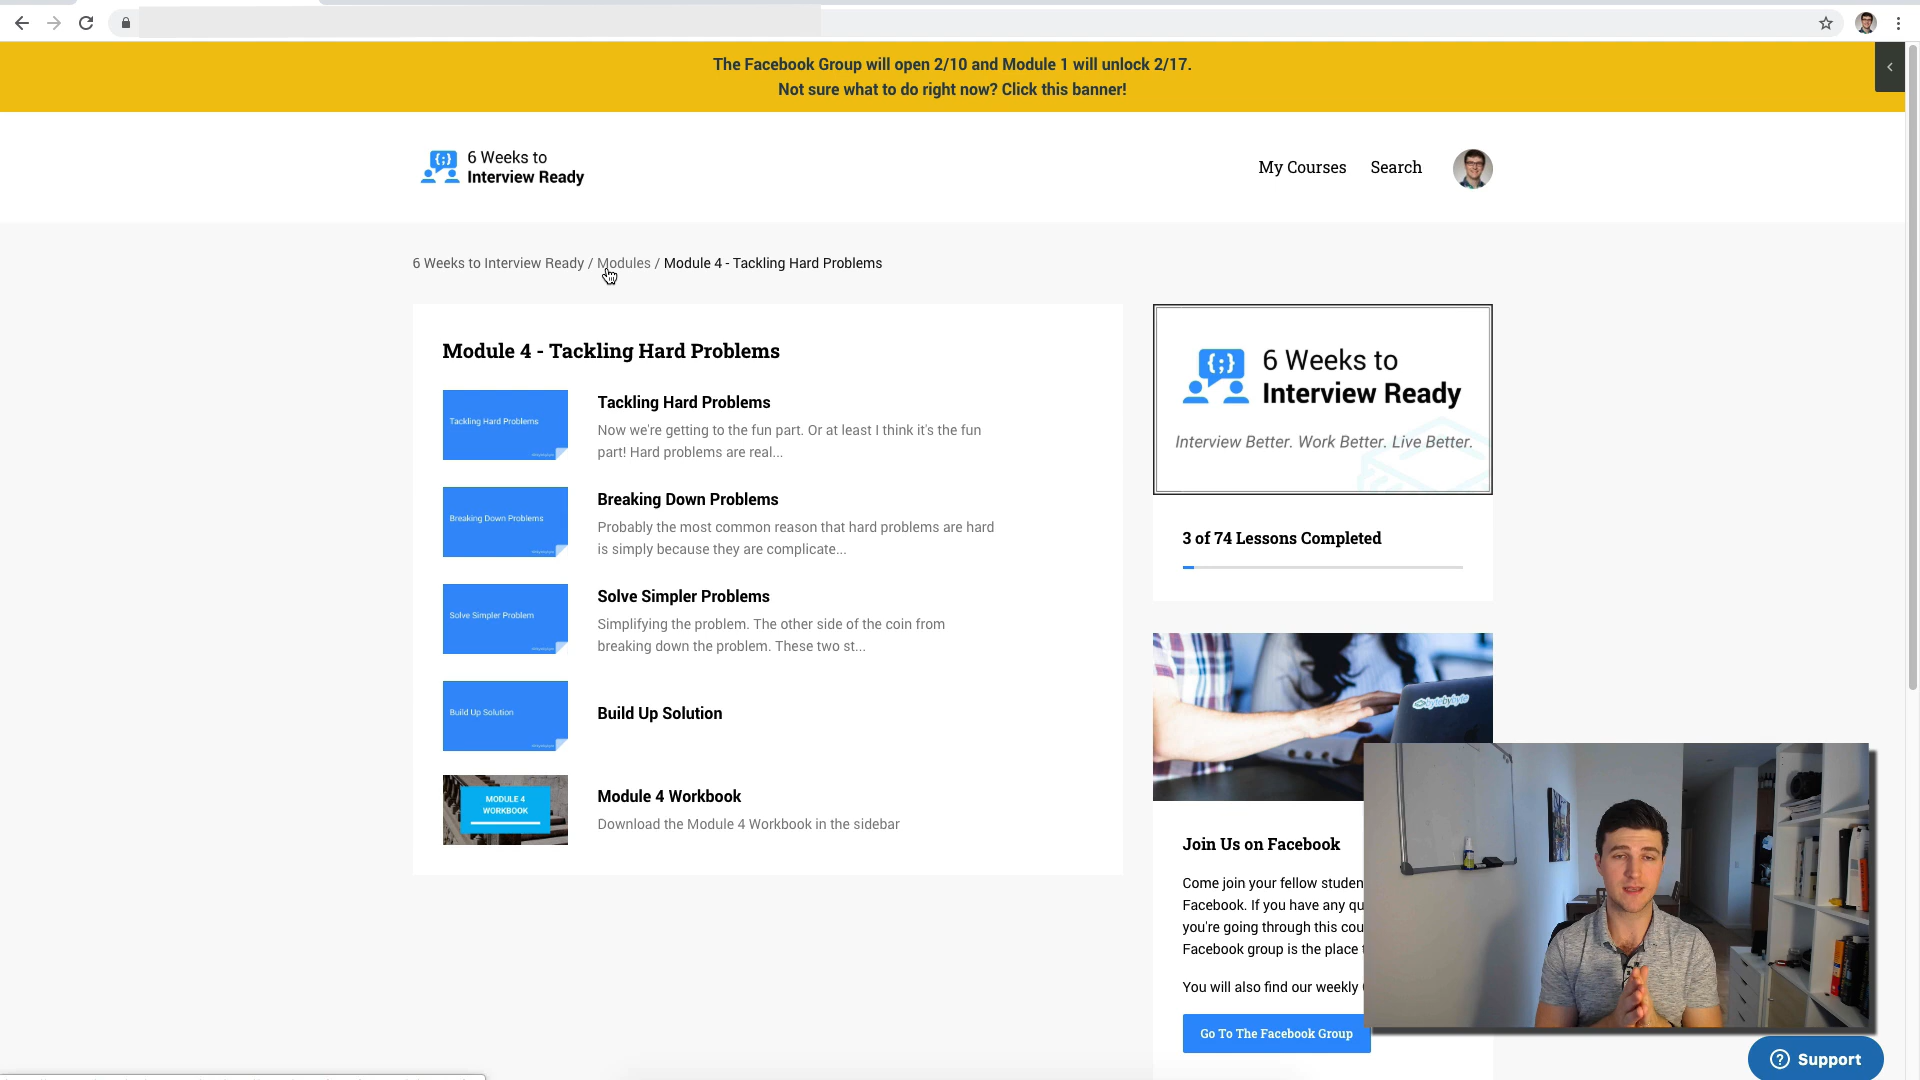 The Facebook Group will open 2/10 and Module 1 will unlock 2/17.
Not sure what to do right now? Click this banner!
6 Weeks to
Interview Ready
My Courses
Search
6 Weeks to Interview Ready / Modules / Module 4 - Tackling Hard Problems
Module 4 - Tackling Hard Problems
Tackling Hard Problems
Tackling Hard Problems
Now we're getting to the fun part. Or at least I think it's the fun
part! Hard problems are real...
Breaking Down Problems
Breaking Down Problems
Probably the most common reason that hard problems are hard
is simply because they are complicate...
Solve Simpler Problem
Solve Simpler Problems
Simplifying the problem. The other side of the coin from
breaking down the problem. These two st...
Build Up Solution
Build Up Solution
MODULE 4
WORKBOOK
Module 4 Workbook
Download the Module 4 Workbook in the sidebar
{;} 6 Weeks to
Interview Ready
Interview Better. Work Better. Live Better.
3 of 74 Lessons Completed
bytebybyte
Join Us on Facebook
Come join your fellow studen
Facebook. If you have any qu
you're going through this cou
Facebook group is the place
You will also find our weekly
Go To The Facebook Group
Support